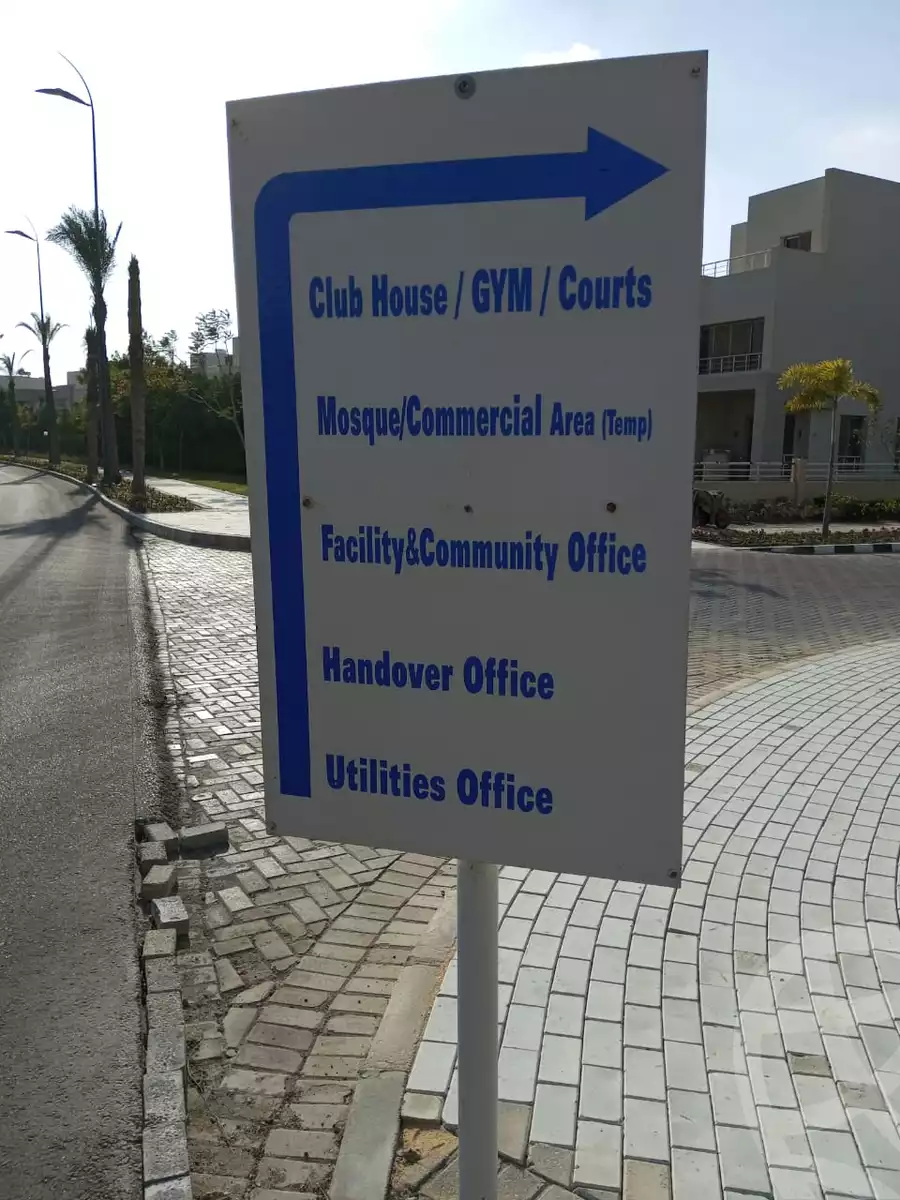 Club House / GYM / Courts
Mosque/Commercial Area (Temp)
Facility&Community Office
Handover Office
Utilities Office